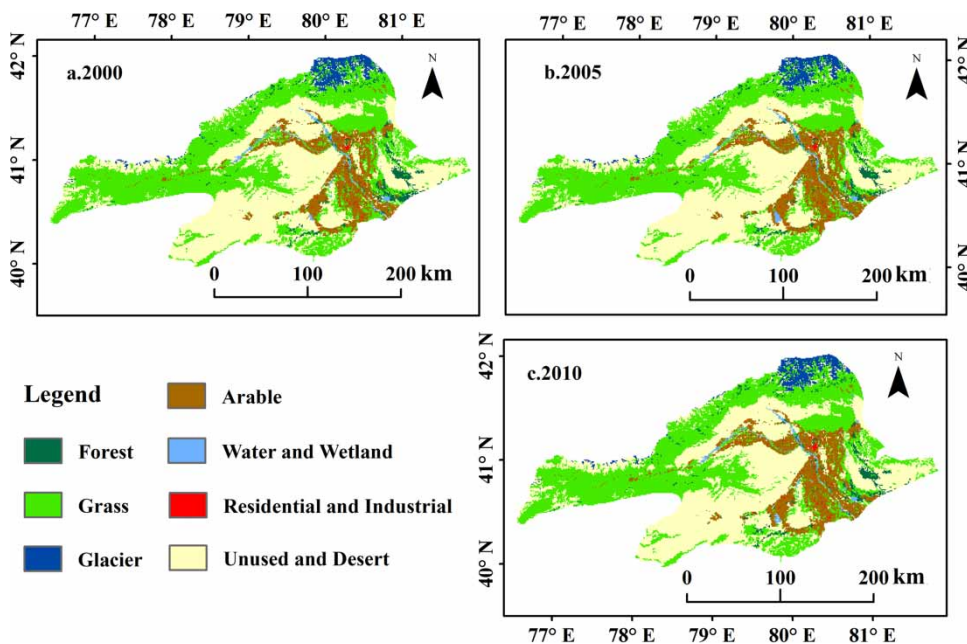 77° E 78° E 79° E 80° E 81° E
77° E 78° E 79° E 80° E 81° E
42° N
41° N
40° N
a.2000
N
0 100 200 km
b.2005
N
0 100 200 km
42° N
41° N
40° N
Legend
Forest
Grass
Glacier
Arable
Water and Wetland
Residential and Industrial
Unused and Desert
42° N
41° N
40° N
c.2010
N
0 100 200 km
77° E 78° E 79° E 80° E 81° E